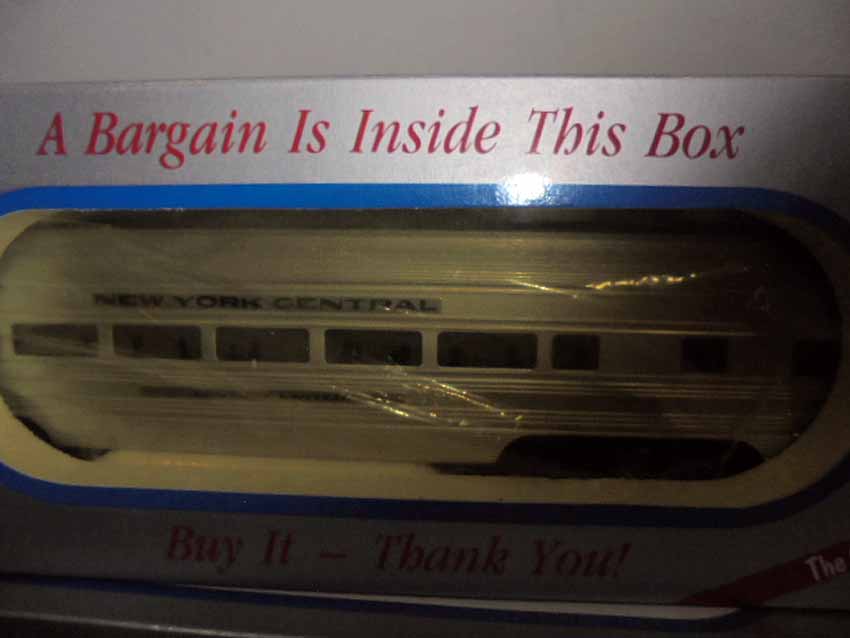 A Bargain Is Inside This Box
NEW YORK CENTRAL
Buy It – Thank You!
The